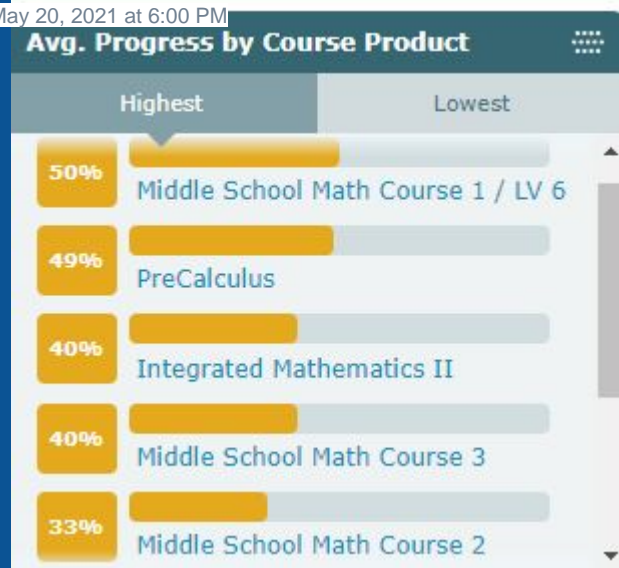 May 20, 2021 at 6:00 PM
Avg. Progress by Course Product
Highest Lowest
50%
Middle School Math Course 1 / LV 6
49%
PreCalculus
40%
Integrated Mathematics II
40%
Middle School Math Course 3
33%
Middle School Math Course 2